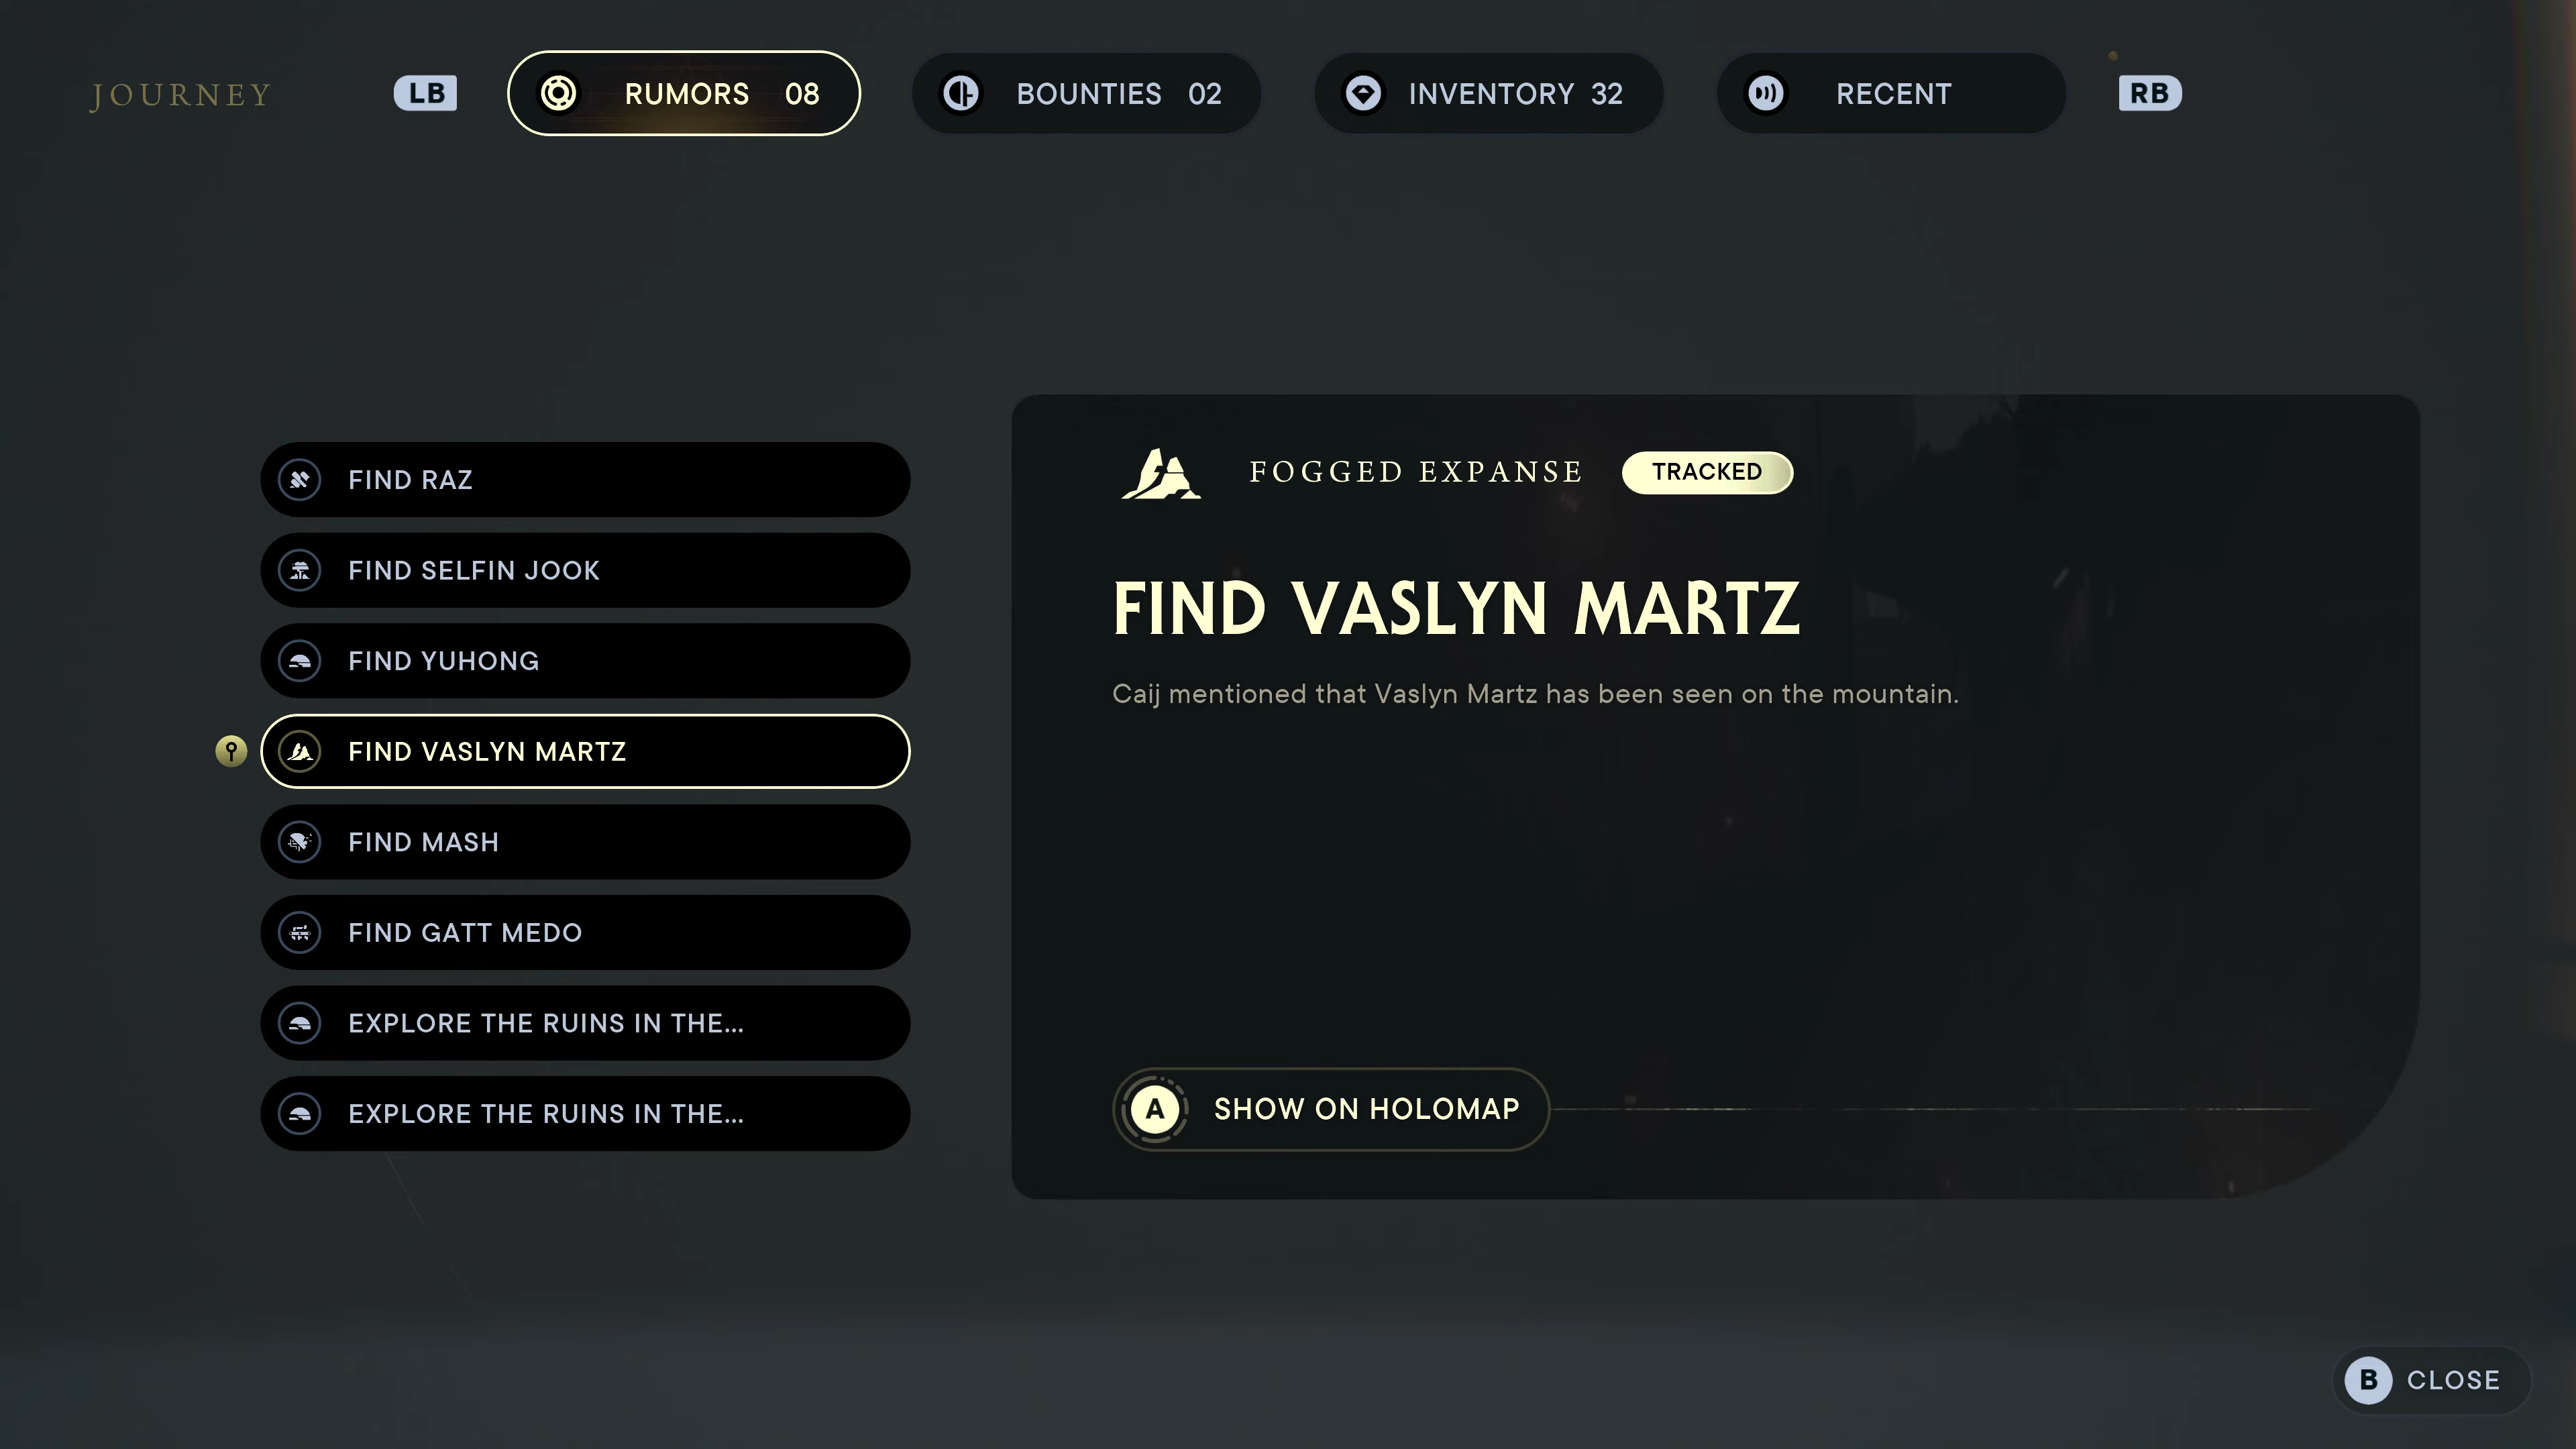 JOURNEY
LB
RUMORS 08
BOUNTIES 02
INVENTORY 32
RECENT
RB
FIND RAZ
FIND SELFIN JOOK
FIND YUHONG
FIND VASLYN MARTZ
FIND MASH
FIND GATT MEDO
EXPLORE THE RUINS IN THE...
EXPLORE THE RUINS IN THE...
FOGGED EXPANSE
TRACKED
FIND VASLYN MARTZ
Caij mentioned that Vaslyn Martz has been seen on the mountain.
A SHOW ON HOLOMAP
B CLOSE